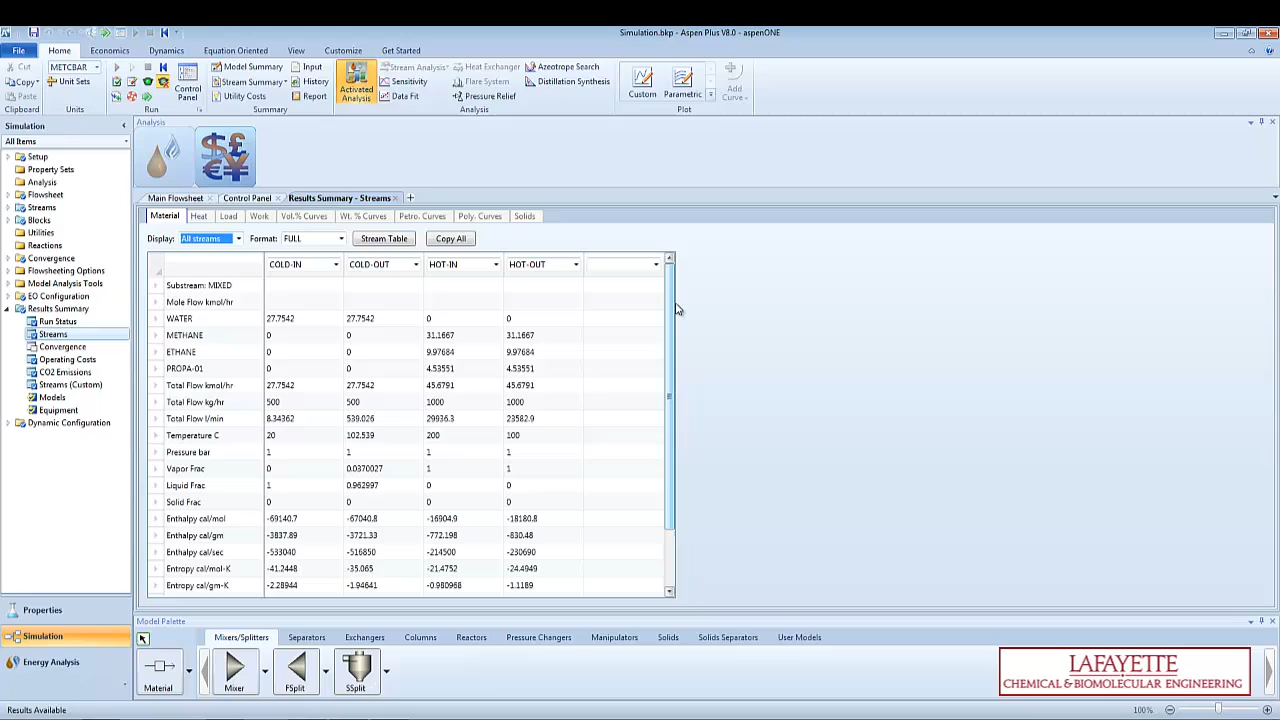 Simulation.bkp - Aspen Plus V8.0 - aspenONE
File Home Economics Dynamics Equation Oriented View Customize Get Started
Cut METCBAR Model Summary Input Stream Analysis Heat Exchanger Azeotrope Search
Copy Unit Sets Control Panel Stream Summary History Activated Analysis Sensitivity Flare System Distillation Synthesis Custom Parametric Add Curve
Paste Utility Costs Report Data Fit Pressure Relief
Clipboard Units Run Summary Analysis Plot
Simulation
All Items
Setup
Property Sets
Analysis
Flowsheet
Streams
Blocks
Utilities
Reactions
Convergence
Flowsheeting Options
Model Analysis Tools
EO Configuration
Results Summary
Run Status
Streams
Convergence
Operating Costs
CO2 Emissions
Streams (Custom)
Models
Equipment
Dynamic Configuration
Properties
Simulation
Energy Analysis
Analysis
Main Flowsheet Control Panel Results Summary - Streams
Material Heat Load Work Vol.% Curves Wt. % Curves Petro. Curves Poly. Curves Solids
Display: All streams Format: FULL Stream Table Copy All
COLD-IN COLD-OUT HOT-IN HOT-OUT
Substream: MIXED
Mole Flow kmol/hr
WATER 27.7542 27.7542 0 0
METHANE 0 0 31.1667 31.1667
ETHANE 0 0 9.97684 9.97684
PROPA-01 0 0 4.53551 4.53551
Total Flow kmol/hr 27.7542 27.7542 45.6791 45.6791
Total Flow kg/hr 500 500 1000 1000
Total Flow l/min 8.34362 539.026 29936.3 23582.9
Temperature C 20 102.539 200 100
Pressure bar 1 1 1 1
Vapor Frac 0 0.0370027 1 1
Liquid Frac 1 0.962997 0 0
Solid Frac 0 0 0 0
Enthalpy cal/mol -69140.7 -67040.8 -16904.9 -18180.8
Enthalpy cal/gm -3837.89 -3721.33 -772.198 -830.48
Enthalpy cal/sec -533040 -516850 -214500 -230690
Entropy cal/mol-K -41.2448 -35.065 -21.4752 -24.4949
Entropy cal/gm-K -2.28944 -1.94641 -0.980968 -1.1189
Model Palette
Mixers/Splitters Separators Exchangers Columns Reactors Pressure Changers Manipulators Solids Solids Separators User Models
Material Mixer FSplit SSplit
LAFAYETTE
CHEMICAL & BIOMOLECULAR ENGINEERING
Results Available 100%